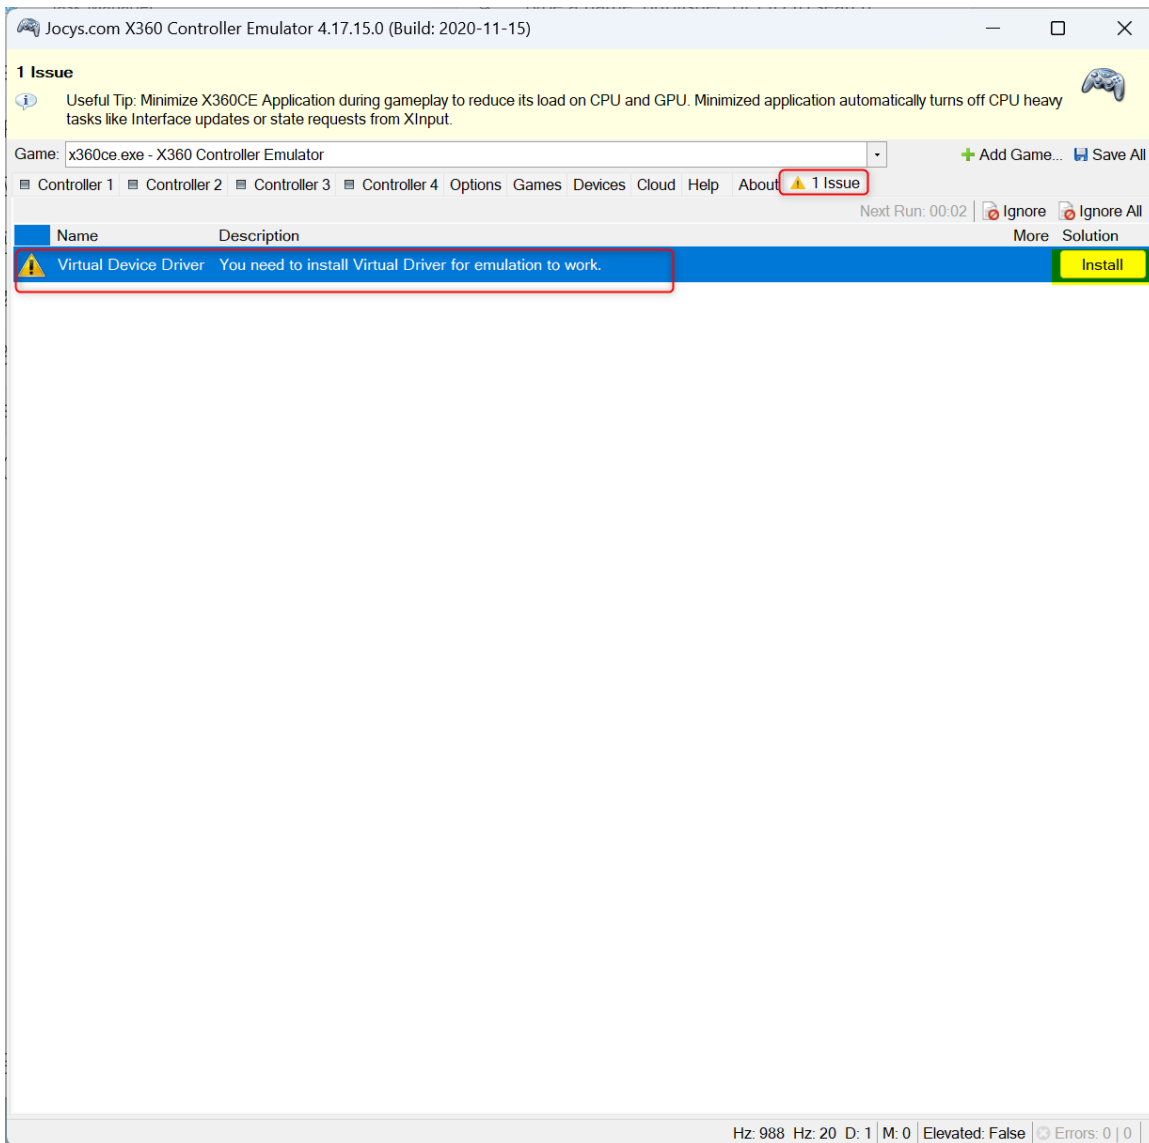 Jocys.com X360 Controller Emulator 4.17.15.0 (Build: 2020-11-15)
1 Issue
Useful Tip: Minimize X360CE Application during gameplay to reduce its load on CPU and GPU. Minimized application automatically turns off CPU heavy
tasks like Interface updates or state requests from XInput.
Game: x360ce.exe - X360 Controller Emulator Add Game... Save All
Controller 1 Controller 2 Controller 3 Controller 4 Options Games Devices Cloud Help About 1 Issue
Next Run: 00:02 Ignore Ignore All
Name Description More Solution
Virtual Device Driver You need to install Virtual Driver for emulation to work. Install
Hz: 988 Hz: 20 D: 1 M: 0 Elevated: False Errors: 0 | 0